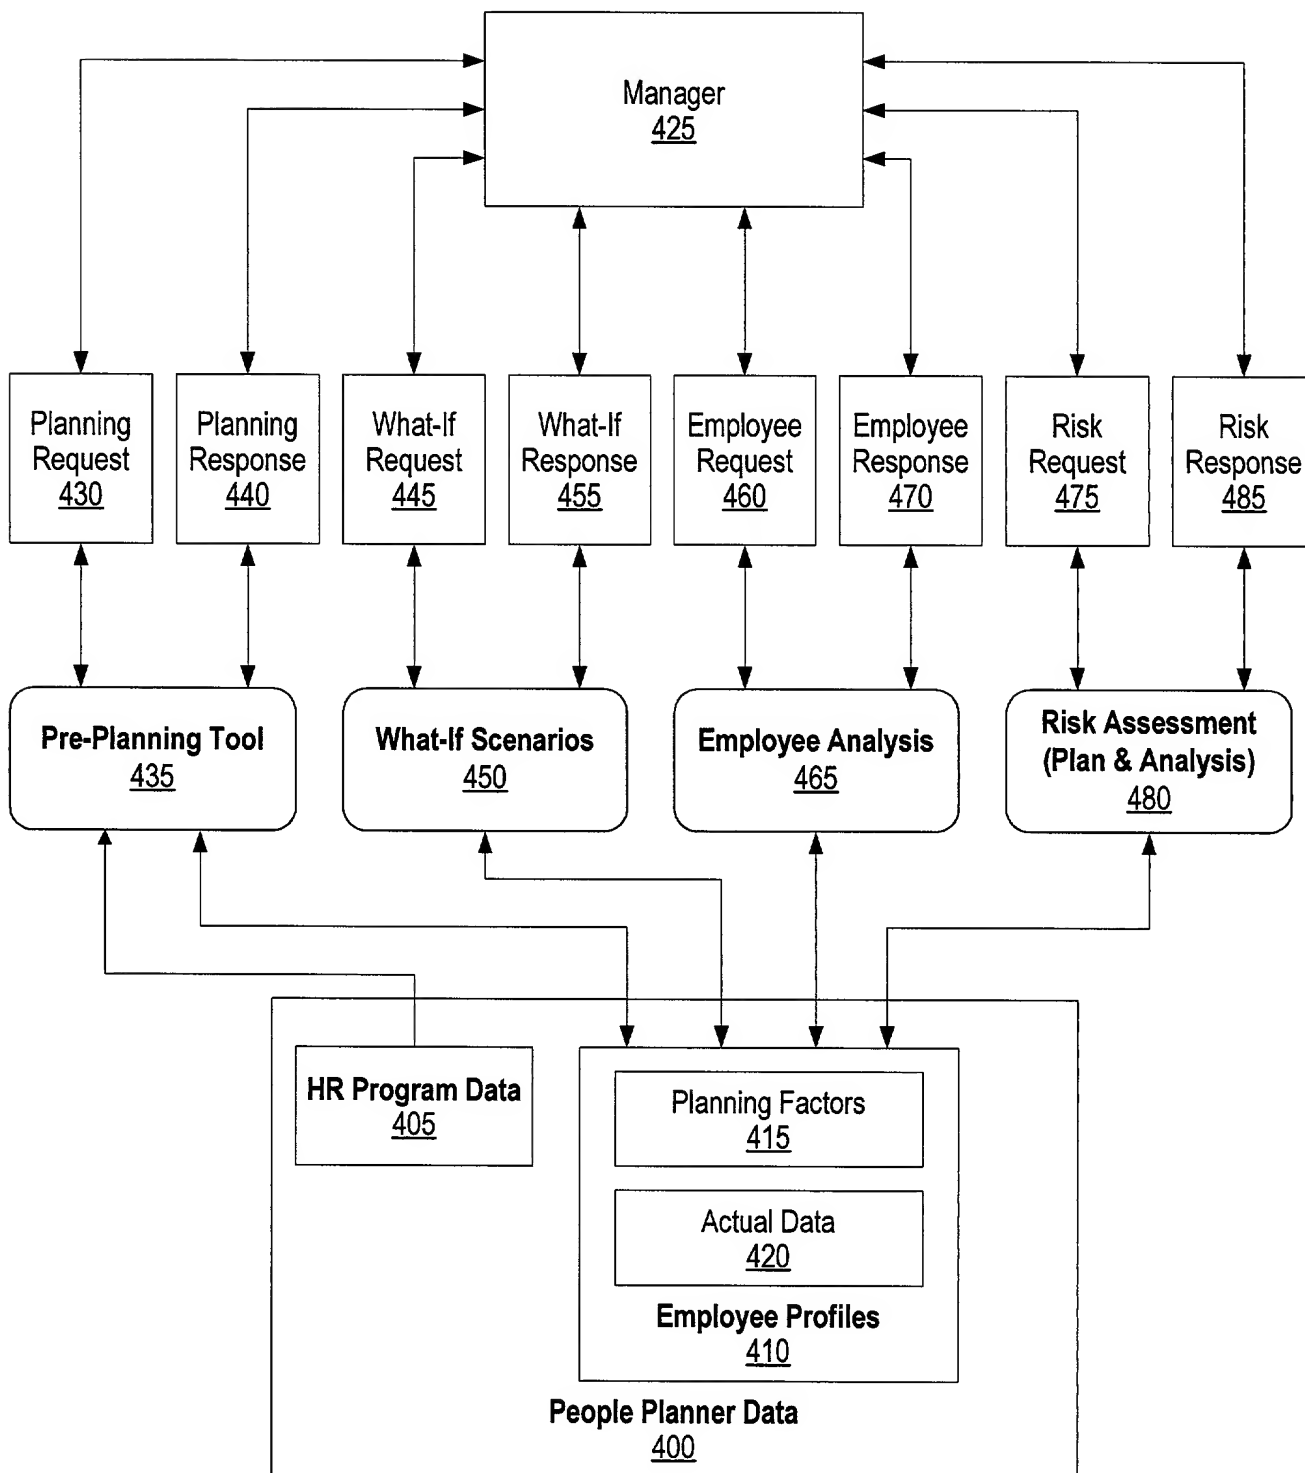 Manager
425
Planning
Request
430
Planning
Response
440
What-If
Request
445
What-If
Response
455
Employee
Request
460
Employee
Response
470
Risk
Request
475
Risk
Response
485
Pre-Planning Tool
435
What-If Scenarios
450
Employee Analysis
465
Risk Assessment
(Plan & Analysis)
480
HR Program Data
405
Planning Factors
415
Actual Data
420
Employee Profiles
410
People Planner Data
400